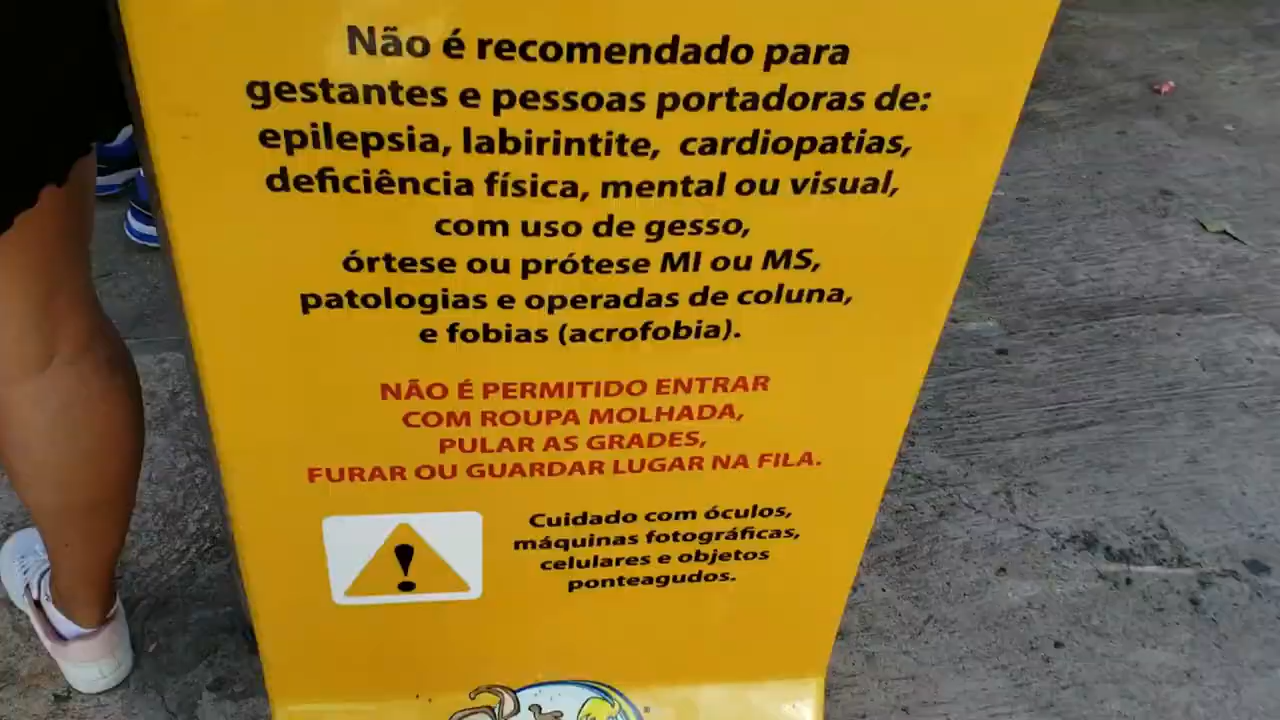 Não é recomendado para
gestantes e pessoas portadoras de:
epilepsia, labirintite, cardiopatias,
deficiência física, mental ou visual,
com uso de gesso,
órtese ou prótese MI ou MS,
patologias e operadas de coluna,
e fobias (acrofobia).
NÃO É PERMITIDO ENTRAR
COM ROUPA MOLHADA,
PULAR AS GRADES,
FURAR OU GUARDAR LUGAR NA FILA.
Cuidado com óculos,
máquinas fotográficas,
celulares e objetos
ponteagudos.